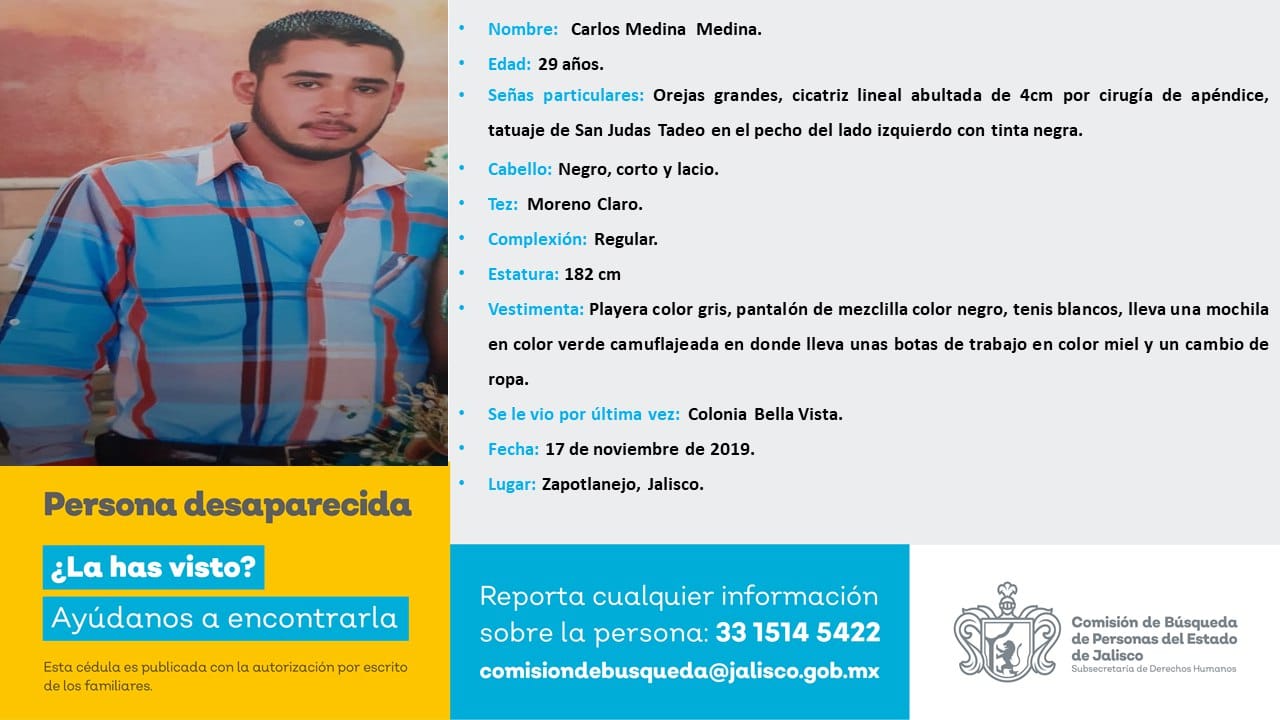 • Nombre: Carlos Medina Medina.
• Edad: 29 años.
• Señas particulares: Orejas grandes, cicatriz lineal abultada de 4cm por cirugía de apéndice,
tatuaje de San Judas Tadeo en el pecho del lado izquierdo con tinta negra.
• Cabello: Negro, corto y lacio.
• Tez: Moreno Claro.
• Complexión: Regular.
• Estatura: 182 cm
• Vestimenta: Playera color gris, pantalón de mezclilla color negro, tenis blancos, lleva una mochila
en color verde camuflajeada en donde lleva unas botas de trabajo en color miel y un cambio de
ropa.
• Se le vio por última vez: Colonia Bella Vista.
• Fecha: 17 de noviembre de 2019.
• Lugar: Zapotlanejo, Jalisco.
Persona desaparecida
¿La has visto?
Ayúdanos a encontrarla
Esta cédula es publicada con la autorización por escrito
de los familiares.
Reporta cualquier información
sobre la persona: 33 1514 5422
comisiondebusqueda@jalisco.gob.mx
Comisión de Búsqueda
de Personas del Estado
de Jalisco
Subsecretaría de Derechos Humanos